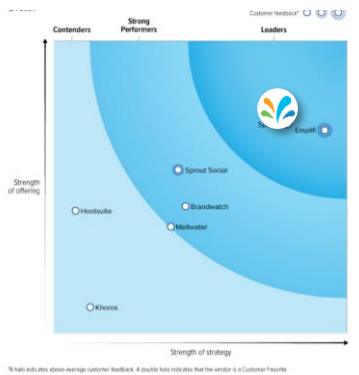 Customer feedback*
Contenders
Strong
Performers
Leaders
Emplifi
Sprout Social
Strength
of offering
Hootsuite
Brandwatch
Meltwater
Khoros
Strength of strategy
*A halo indicates above-average customer feedback. A double halo indicates that the vendor is a Customer Favorite.